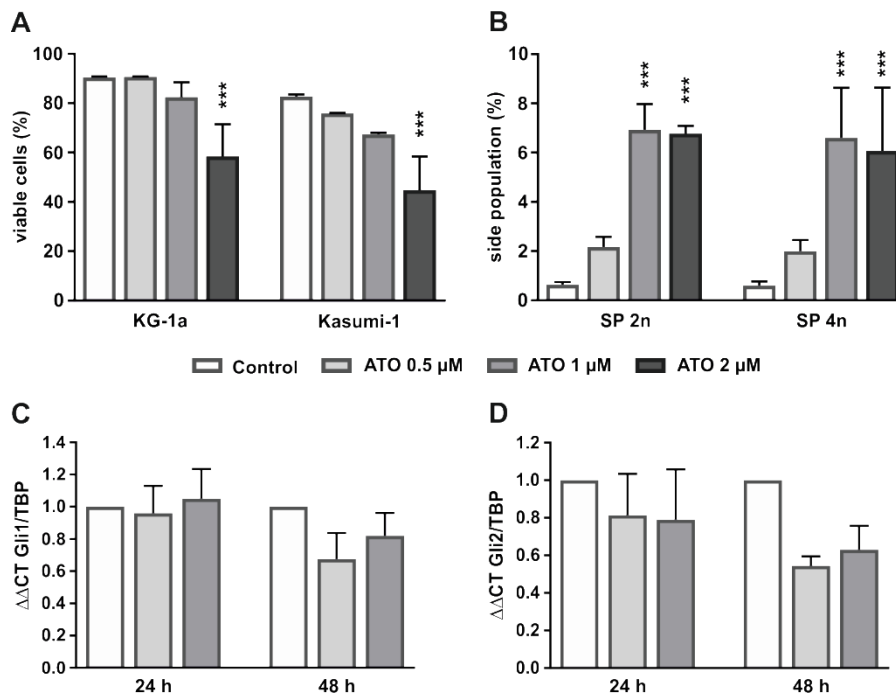 A
B
viable cells (%)
100
80
60
40
20
0
***
***
KG-1a
Kasumi-1
side population (%)
10
8
6
4
2
0
***
***
***
***
SP 2n
SP 4n
Control
ATO 0.5 µM
ATO 1 µM
ATO 2 µM
C
D
ΔΔCT Gli1/TBP
1.4
1.2
1.0
0.8
0.6
0.4
0.2
0.0
24 h
48 h
ΔΔCT Gli2/TBP
1.2
1.0
0.8
0.6
0.4
0.2
0.0
24 h
48 h